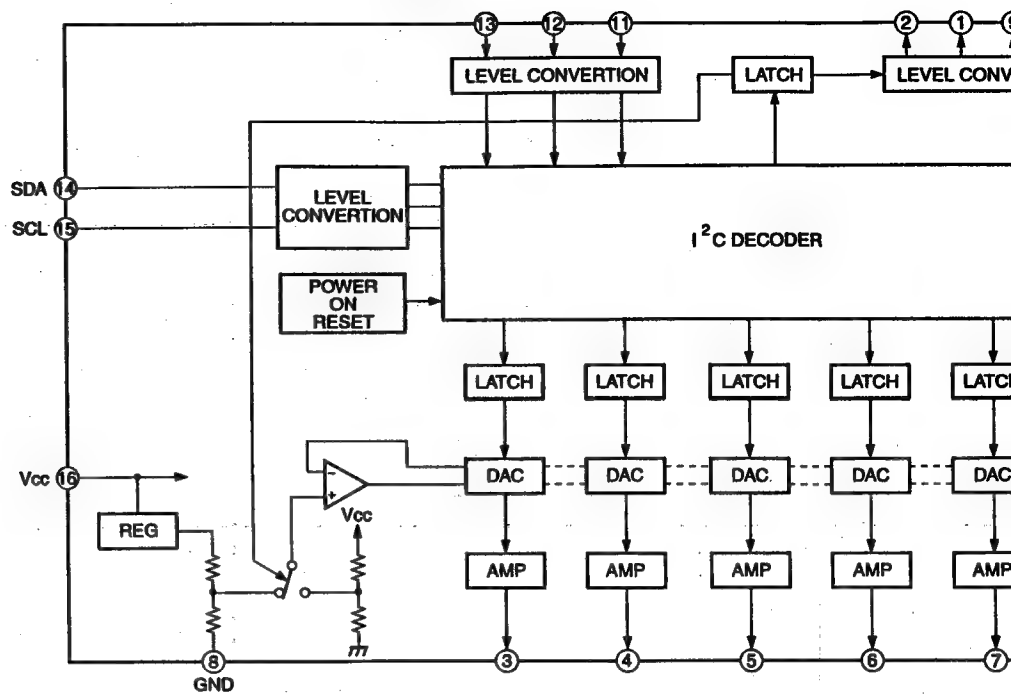 13 12 11 2 1
LEVEL CONVERTION LATCH LEVEL CONV
SDA 14
LEVEL
CONVERTION
SCL 15
I²C DECODER
POWER
ON
RESET
LATCH LATCH LATCH LATCH LATCH
Vcc 16
− DAC DAC DAC DAC DAC
+
Vcc
REG
AMP AMP AMP AMP AMP
8 3 4 5 6 7
GND